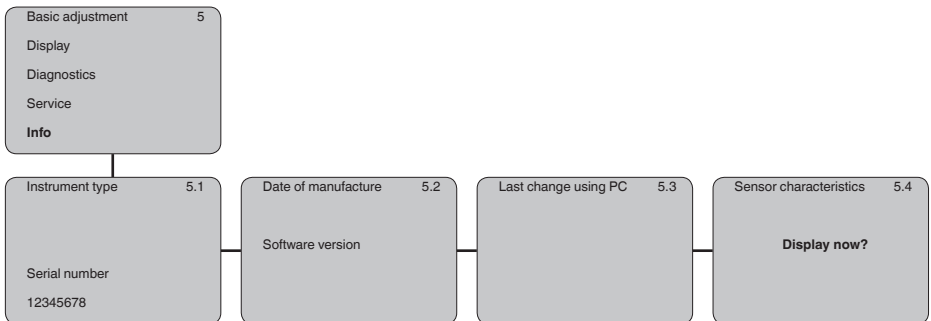 Basic adjustment 5
Display
Diagnostics
Service
Info
Instrument type 5.1
Serial number
12345678
Date of manufacture 5.2
Software version
Last change using PC 5.3
Sensor characteristics 5.4
Display now?